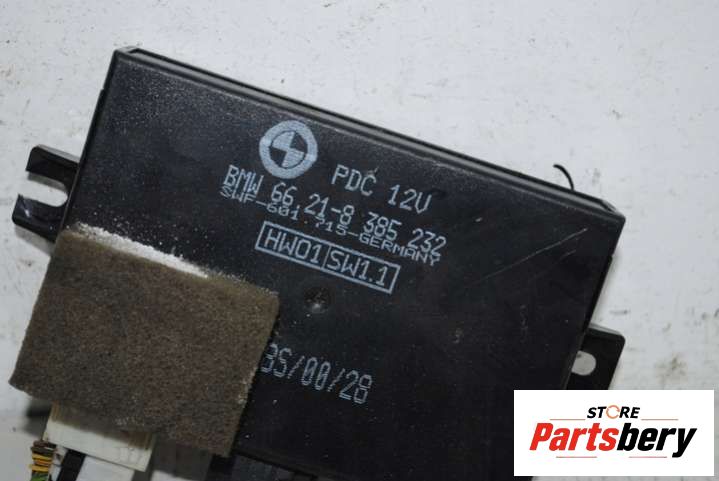 PDC 12V
BMW 66.21-8 385 232
SWF-601.715-GERMANY
HW01 SW1.1
3S/00/28
STORE
Partsbery